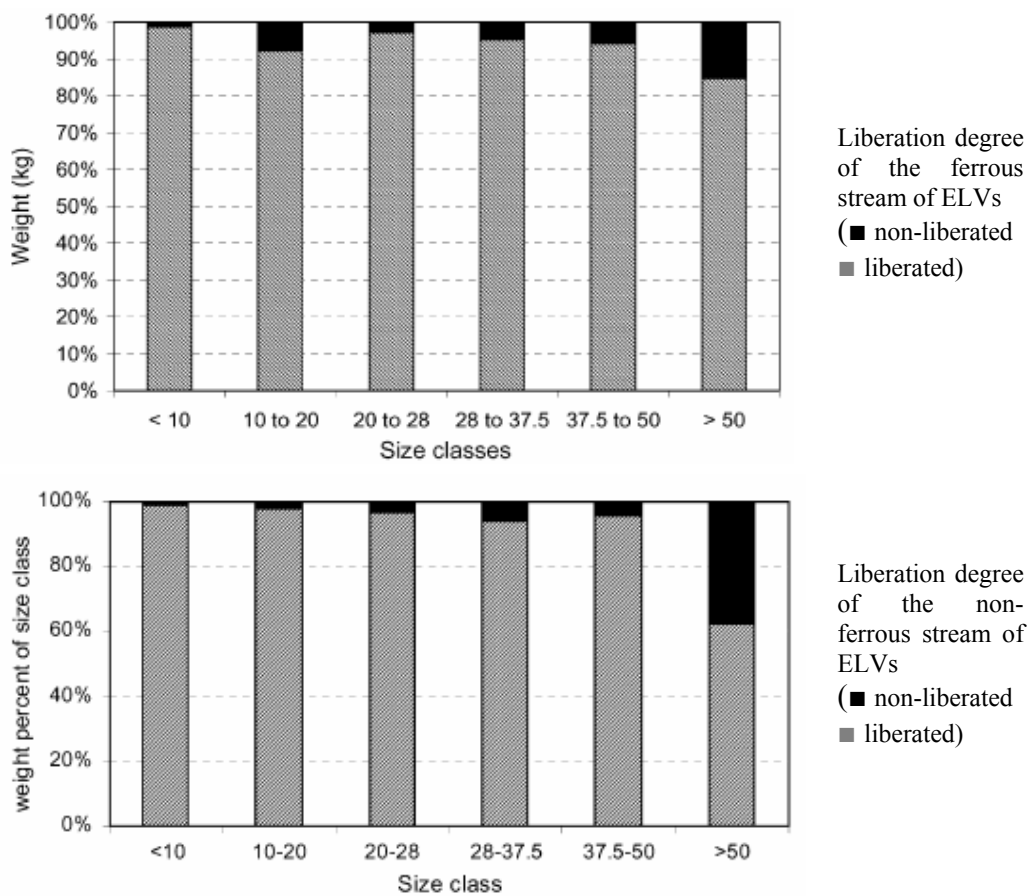 100%
90%
80%
70%
60%
50%
40%
30%
20%
10%
0%
Weight (kg)
< 10 10 to 20 20 to 28 28 to 37.5 37.5 to 50 > 50
Size classes
Liberation degree
of the ferrous
stream of ELVs
(■ non-liberated
■ liberated)
100%
80%
60%
40%
20%
0%
weight percent of size class
<10 10-20 20-28 28-37.5 37.5-50 >50
Size class
Liberation degree
of the non-
ferrous stream of
ELVs
(■ non-liberated
■ liberated)